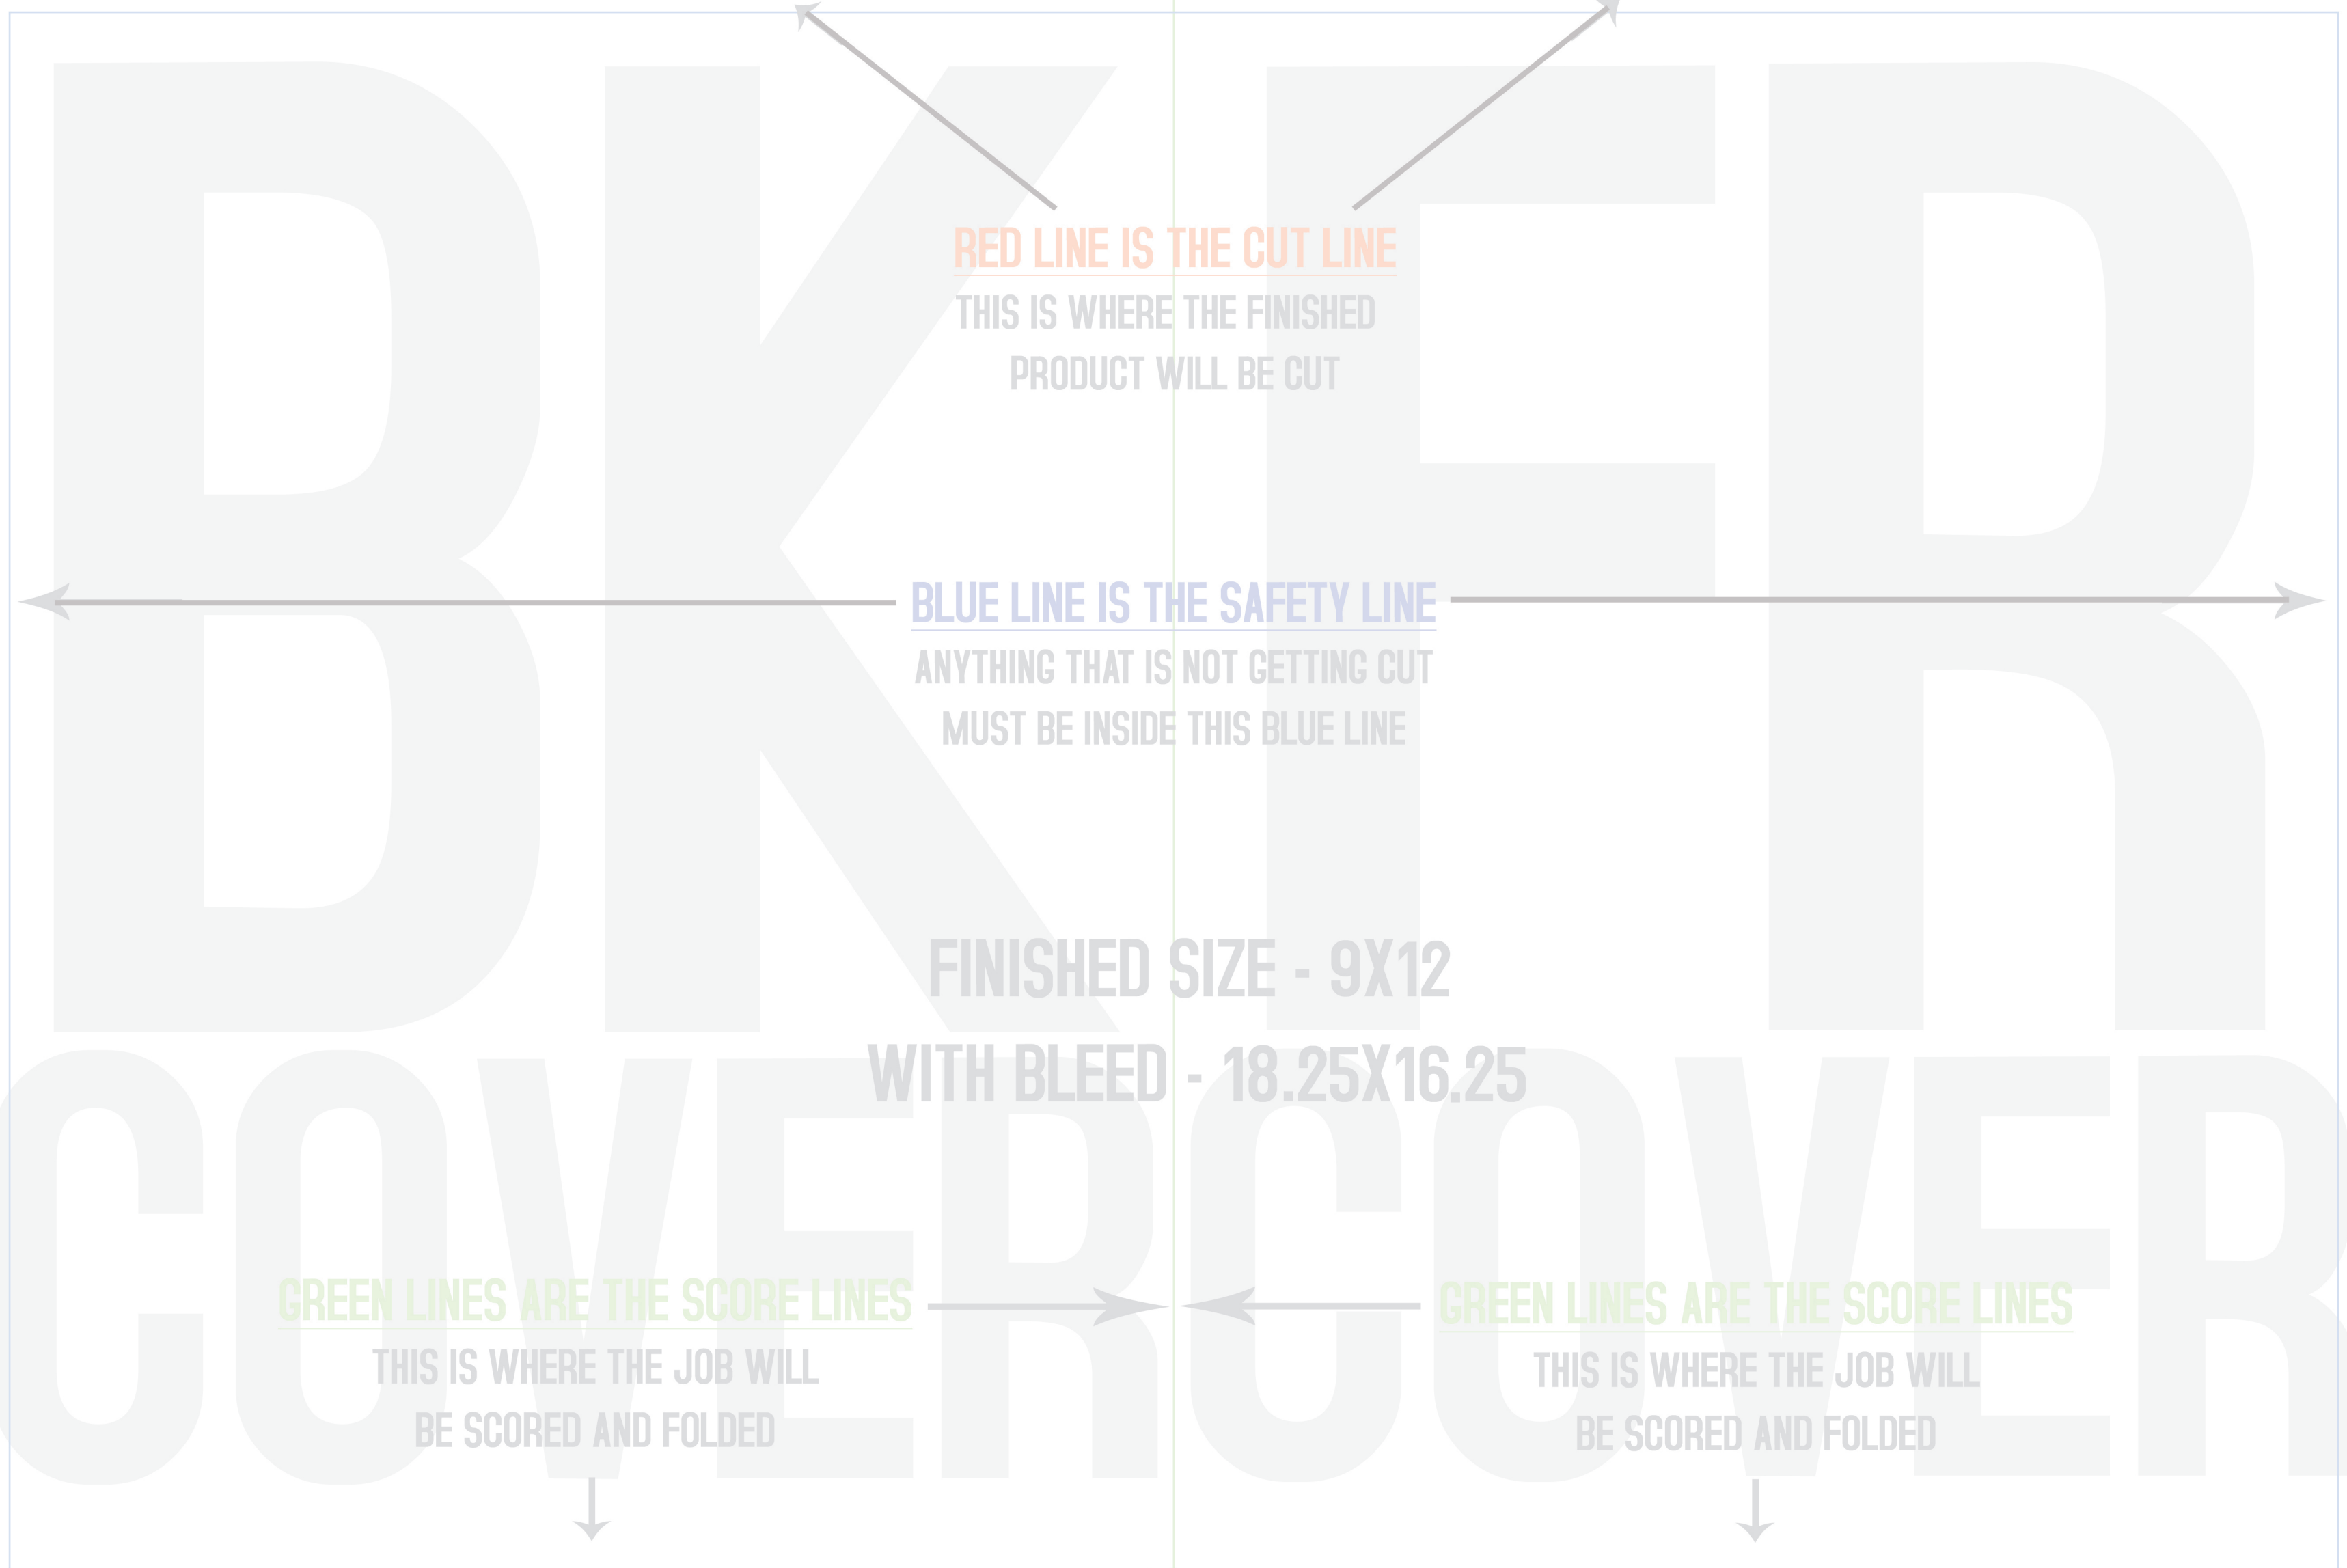 BK FR
RED LINE IS THE CUT LINE
THIS IS WHERE THE FINISHED
PRODUCT WILL BE CUT
BLUE LINE IS THE SAFETY LINE
ANYTHING THAT IS NOT GETTING CUT
MUST BE INSIDE THIS BLUE LINE
FINISHED SIZE - 9X12
WITH BLEED - 18.25X16.25
COVER COVER
GREEN LINES ARE THE SCORE LINES
THIS IS WHERE THE JOB WILL
BE SCORED AND FOLDED
GREEN LINES ARE THE SCORE LINES
THIS IS WHERE THE JOB WILL
BE SCORED AND FOLDED